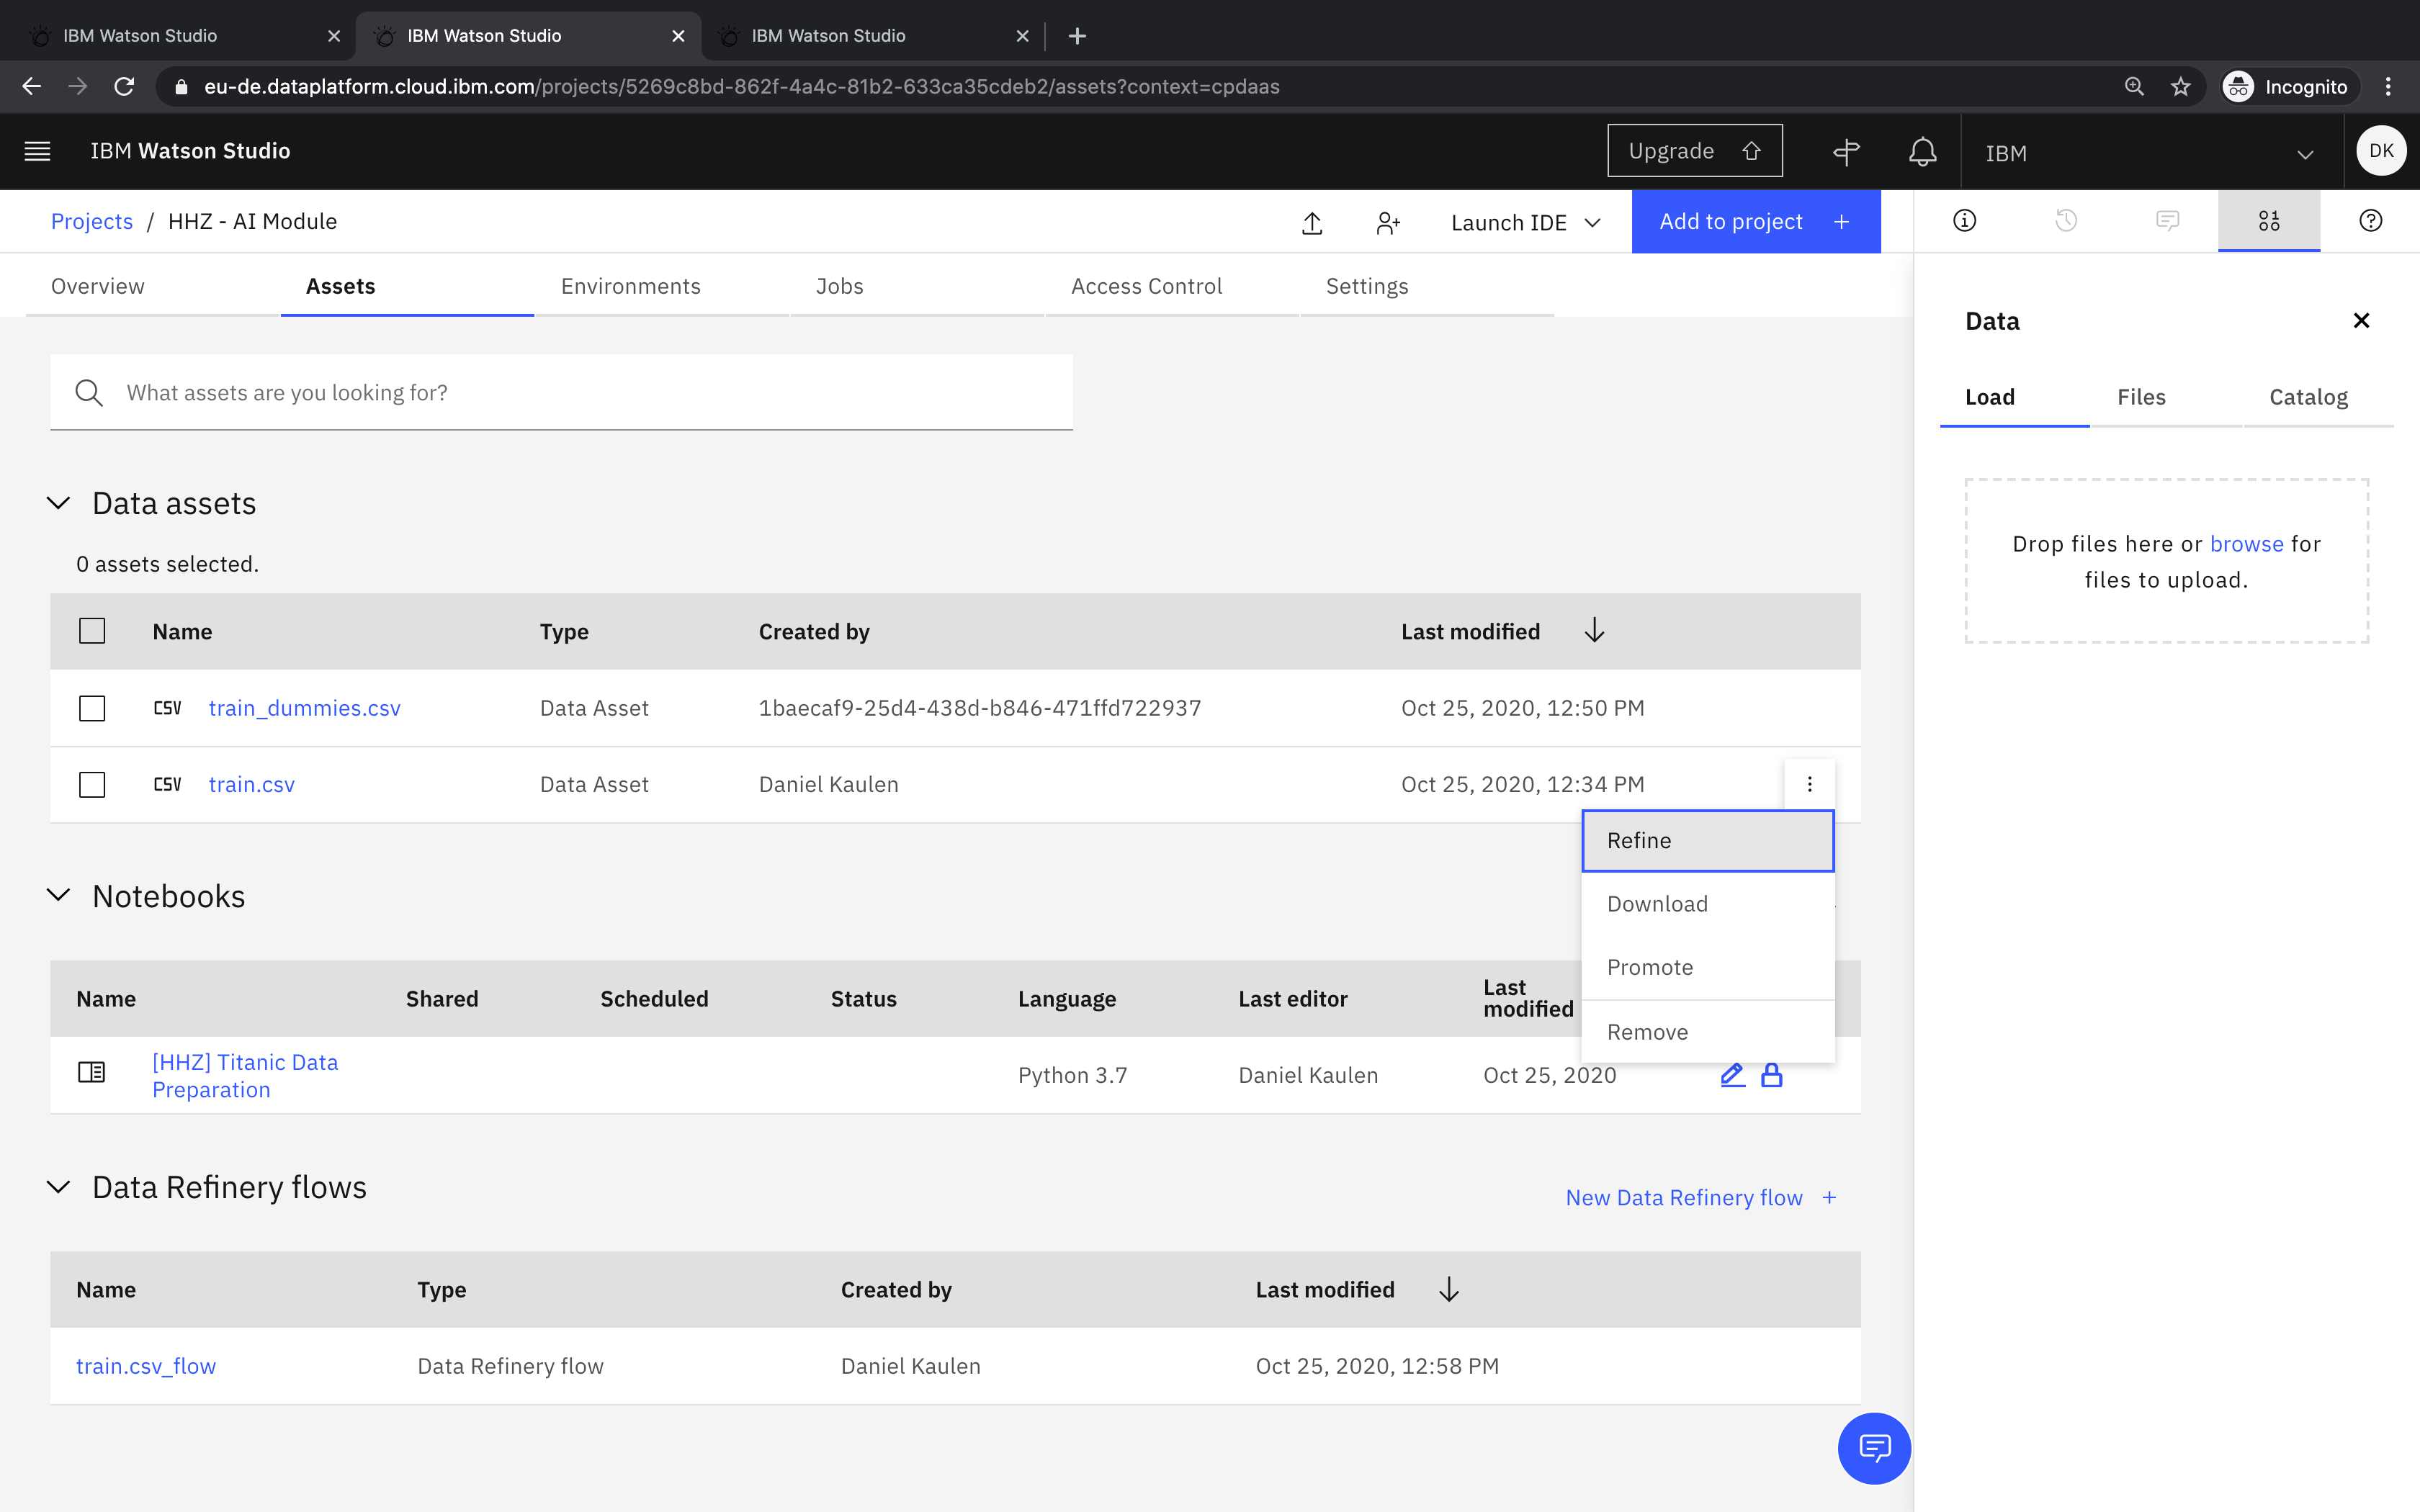 IBM Watson Studio
IBM Watson Studio
IBM Watson Studio
eu-de.dataplatform.cloud.ibm.com/projects/5269c8bd-862f-4a4c-81b2-633ca35cdeb2/assets?context=cpdaas
Incognito
IBM Watson Studio
Upgrade
IBM
DK
Projects / HHZ - AI Module
Launch IDE
Add to project +
Overview
Assets
Environments
Jobs
Access Control
Settings
Data
Load
Files
Catalog
Drop files here or browse for
files to upload.
What assets are you looking for?
Data assets
0 assets selected.
Name Type Created by Last modified
CSV train_dummies.csv Data Asset 1baecaf9-25d4-438d-b846-471ffd722937 Oct 25, 2020, 12:50 PM
CSV train.csv Data Asset Daniel Kaulen Oct 25, 2020, 12:34 PM
Refine
Download
Promote
Remove
Notebooks
Name Shared Scheduled Status Language Last editor Last
modified
[HHZ] Titanic Data
Preparation
Python 3.7 Daniel Kaulen Oct 25, 2020
Data Refinery flows
New Data Refinery flow +
Name Type Created by Last modified
train.csv_flow Data Refinery flow Daniel Kaulen Oct 25, 2020, 12:58 PM